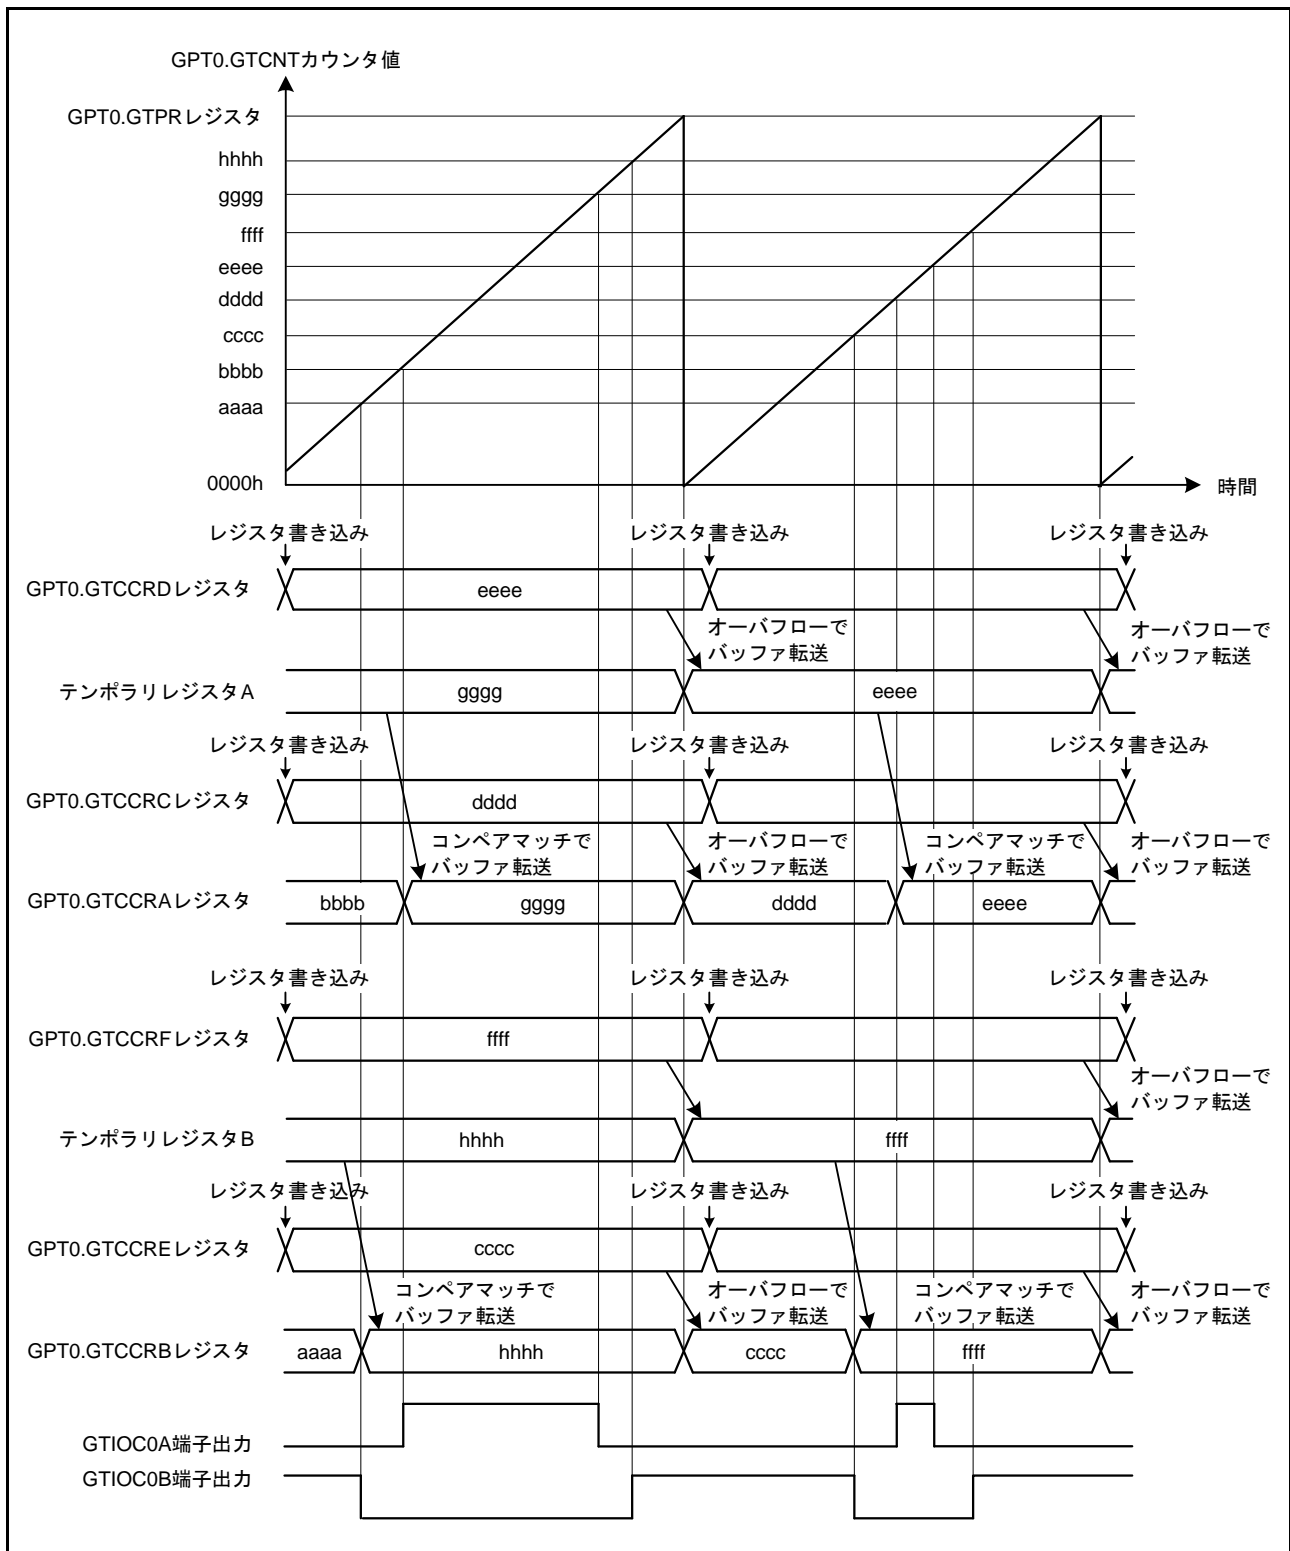 GPT0.GTCNTカウンタ値
GPT0.GTPRレジスタ
hhhh
gggg
ffff
eeee
dddd
cccc
bbbb
aaaa
0000h
時間
レジスタ書き込み レジスタ書き込み レジスタ書き込み
GPT0.GTCCRDレジスタ eeee
オーバフローで オーバフローで
バッファ転送 バッファ転送
テンポラリレジスタA gggg eeee
レジスタ書き込み レジスタ書き込み レジスタ書き込み
GPT0.GTCCRCレジスタ dddd
コンペアマッチで オーバフローで コンペアマッチで オーバフローで
バッファ転送 バッファ転送 バッファ転送 バッファ転送
GPT0.GTCCRAレジスタ bbbb gggg dddd eeee
レジスタ書き込み レジスタ書き込み レジスタ書き込み
GPT0.GTCCRFレジスタ ffff
オーバフローで
バッファ転送
テンポラリレジスタB hhhh ffff
レジスタ書き込み レジスタ書き込み レジスタ書き込み
GPT0.GTCCREレジスタ cccc
コンペアマッチで オーバフローで コンペアマッチで オーバフローで
バッファ転送 バッファ転送 バッファ転送 バッファ転送
GPT0.GTCCRBレジスタ aaaa hhhh cccc ffff
GTIOC0A端子出力
GTIOC0B端子出力